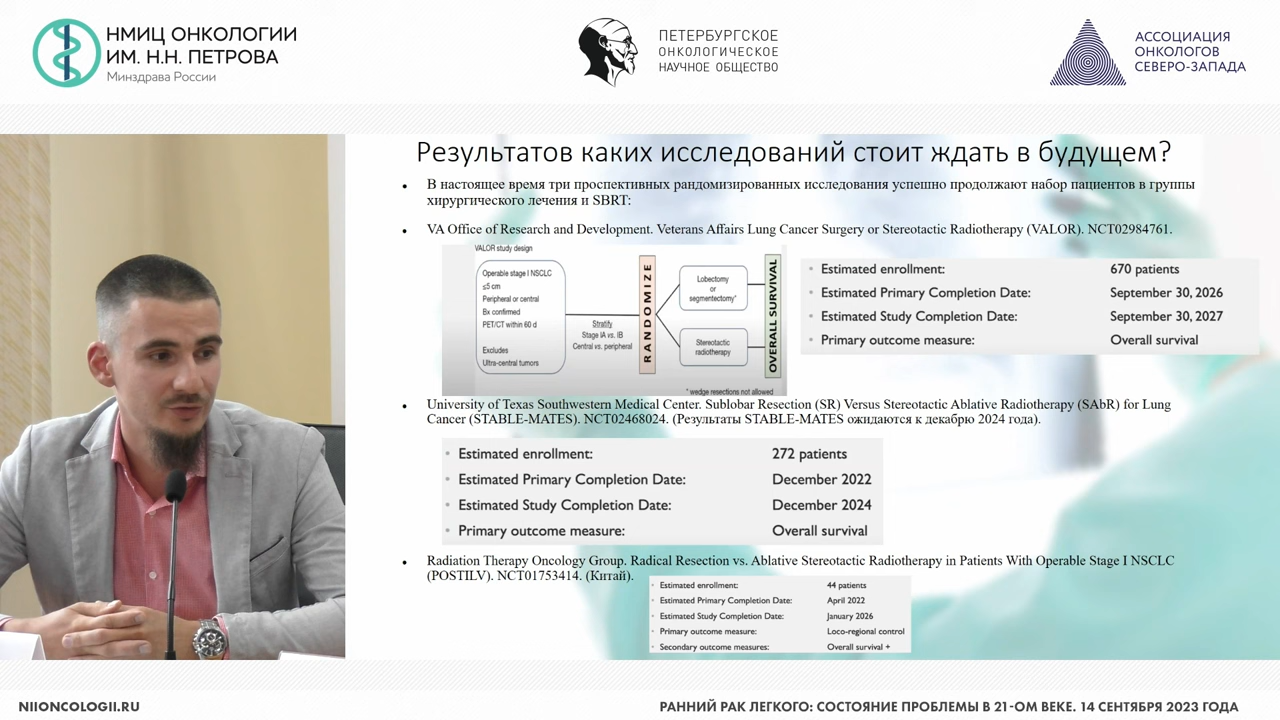 НМИЦ ОНКОЛОГИИ
ИМ. Н.Н. ПЕТРОВА
Минздрава России
ПЕТЕРБУРГСКОЕ
ОНКОЛОГИЧЕСКОЕ
НАУЧНОЕ ОБЩЕСТВО
АССОЦИАЦИЯ
ОНКОЛОГОВ
СЕВЕРО-ЗАПАДА
Результатов каких исследований стоит ждать в будущем?
• В настоящее время три проспективных рандомизированных исследования успешно продолжают набор пациентов в группы
хирургического лечения и SBRT:
• VA Office of Research and Development. Veterans Affairs Lung Cancer Surgery or Stereotactic Radiotherapy (VALOR). NCT02984761.
VALOR study design
Operable stage I NSCLC
≤5 cm
Peripheral or central
Bx confirmed
PET/CT within 60 d
Excludes
Ultra-central tumors
Stratify
Stage IA vs. IB
Central vs. peripheral
RANDOMIZE
Lobectomy
or
segmentectomy*
Stereotactic
radiotherapy
OVERALL SURVIVAL
* wedge resections not allowed
• Estimated enrollment: 670 patients
• Estimated Primary Completion Date: September 30, 2026
• Estimated Study Completion Date: September 30, 2027
• Primary outcome measure: Overall survival
• University of Texas Southwestern Medical Center. Sublobar Resection (SR) Versus Stereotactic Ablative Radiotherapy (SAbR) for Lung
Cancer (STABLE-MATES). NCT02468024. (Результаты STABLE-MATES ожидаются к декабрю 2024 года).
• Estimated enrollment: 272 patients
• Estimated Primary Completion Date: December 2022
• Estimated Study Completion Date: December 2024
• Primary outcome measure: Overall survival
• Radiation Therapy Oncology Group. Radical Resection vs. Ablative Stereotactic Radiotherapy in Patients With Operable Stage I NSCLC
(POSTILV). NCT01753414. (Китай).
• Estimated enrollment: 44 patients
• Estimated Primary Completion Date: April 2022
• Estimated Study Completion Date: January 2026
• Primary outcome measure: Loco-regional control
• Secondary outcome measures: Overall survival +
NIIONCOLOGII.RU
РАННИЙ РАК ЛЕГКОГО: СОСТОЯНИЕ ПРОБЛЕМЫ В 21-ОМ ВЕКЕ. 14 СЕНТЯБРЯ 2023 ГОДА